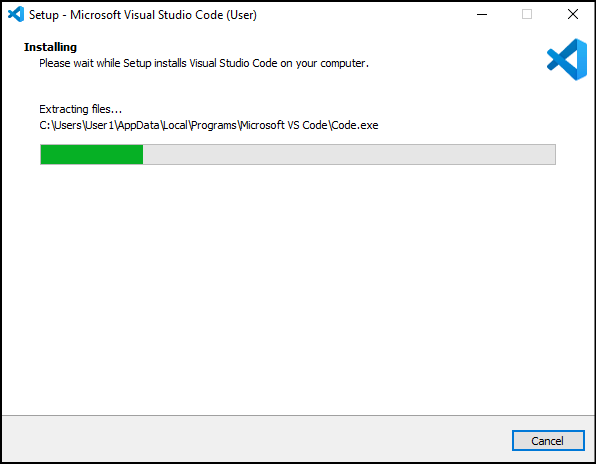 Setup - Microsoft Visual Studio Code (User)
Installing
Please wait while Setup installs Visual Studio Code on your computer.
Extracting files...
C:\Users\User1\AppData\Local\Programs\Microsoft VS Code\Code.exe
Cancel